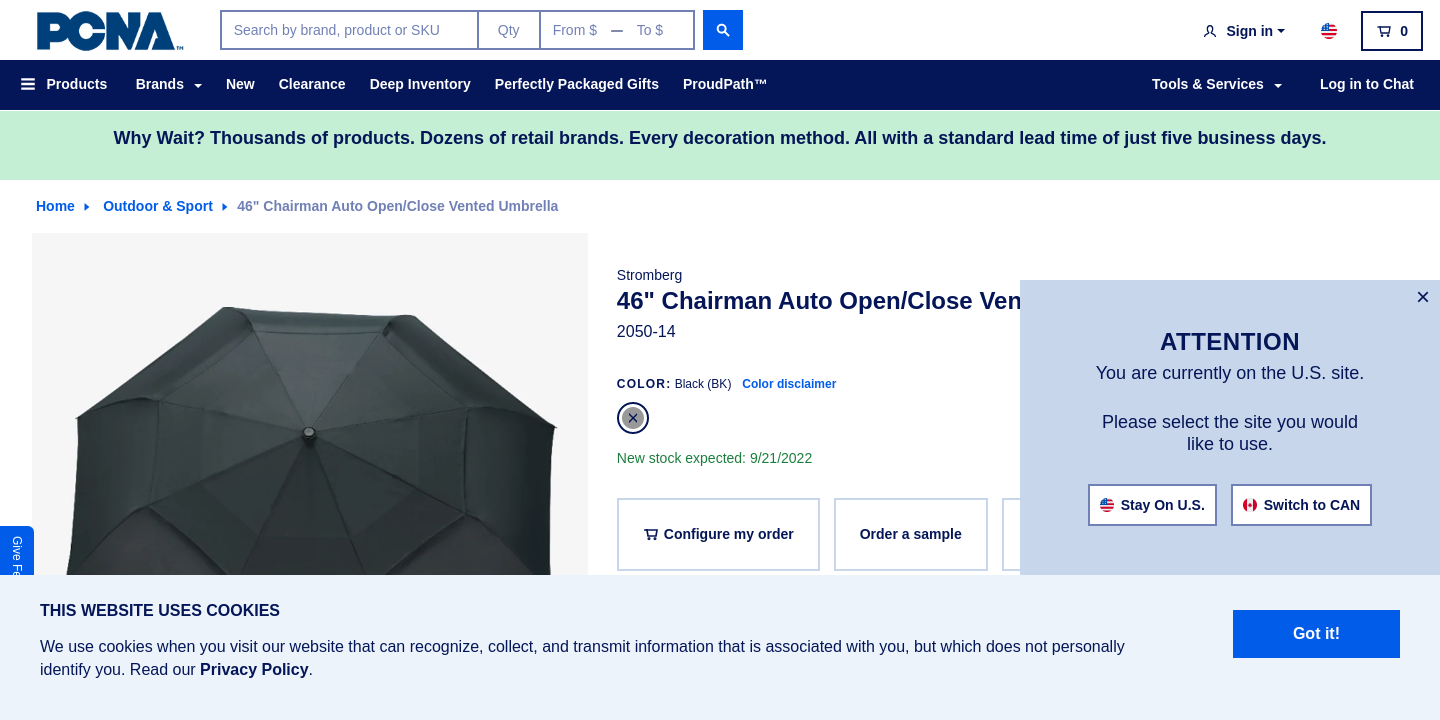 PCNA™
Search by brand, product or SKU
Qty
From $ — To $
Sign in
0
Products
Brands
New
Clearance
Deep Inventory
Perfectly Packaged Gifts
ProudPath™
Tools & Services
Log in to Chat
Why Wait? Thousands of products. Dozens of retail brands. Every decoration method. All with a standard lead time of just five business days.
Home
Outdoor & Sport
46" Chairman Auto Open/Close Vented Umbrella
Stromberg
46" Chairman Auto Open/Close Ven
2050-14
COLOR: Black (BK) Color disclaimer
New stock expected: 9/21/2022
Configure my order
Order a sample
ATTENTION
You are currently on the U.S. site.
Please select the site you would
like to use.
Stay On U.S.
Switch to CAN
Give Fe
THIS WEBSITE USES COOKIES
We use cookies when you visit our website that can recognize, collect, and transmit information that is associated with you, but which does not personally
identify you. Read our Privacy Policy.
Got it!